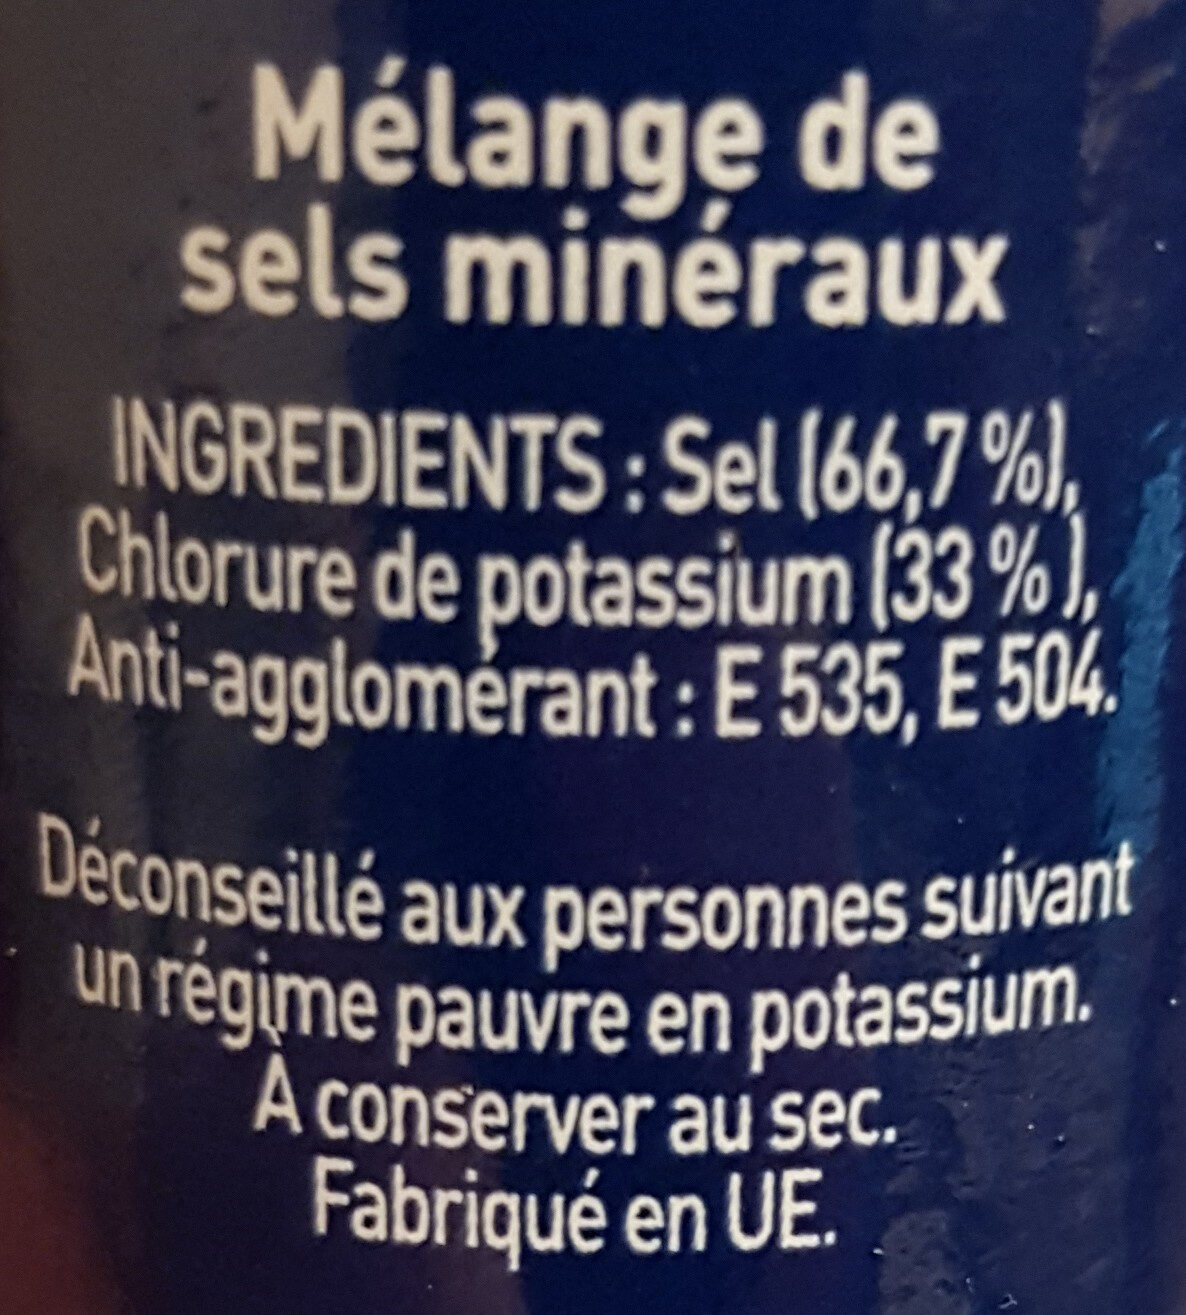 Mélange de
sels minéraux
INGREDIENTS : Sel (66,7 %),
Chlorure de potassium (33 % ),
Anti-agglomérant : E 535, E 504.
Déconseillé aux personnes suivant
un régime pauvre en potassium.
À conserver au sec.
Fabriqué en UE.